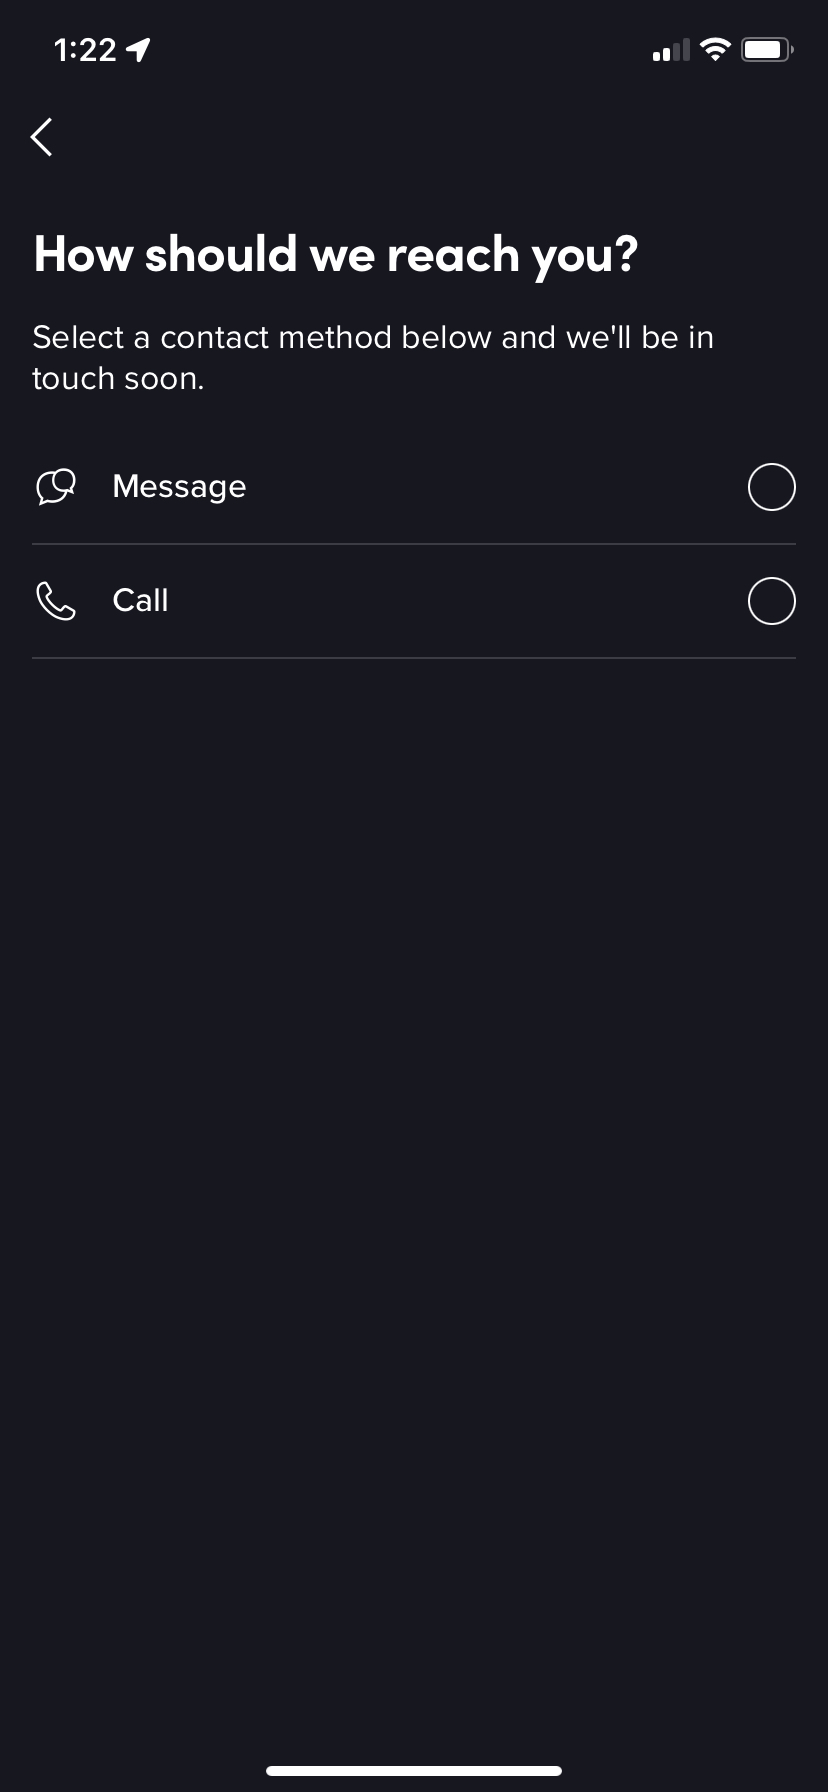 1:22
How should we reach you?
Select a contact method below and we'll be in
touch soon.
Message
Call